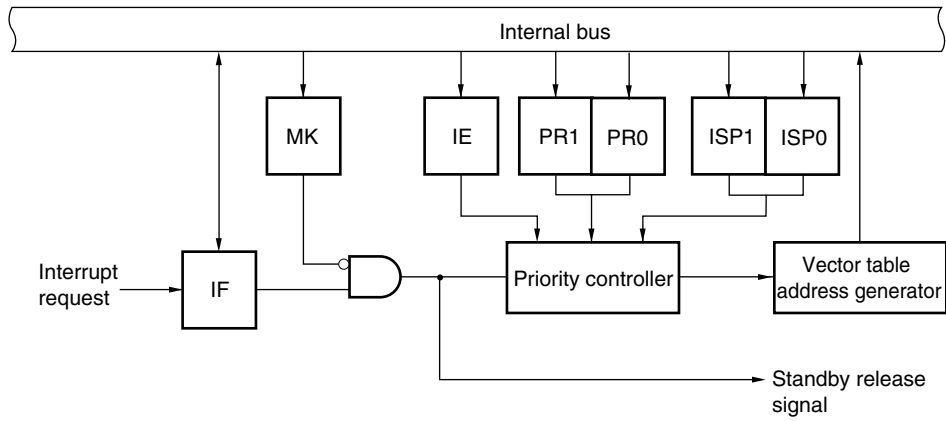 Internal bus
MK
IE
PR1
PR0
ISP1
ISP0
Interrupt
request
IF
Priority controller
Vector table
address generator
Standby release
signal